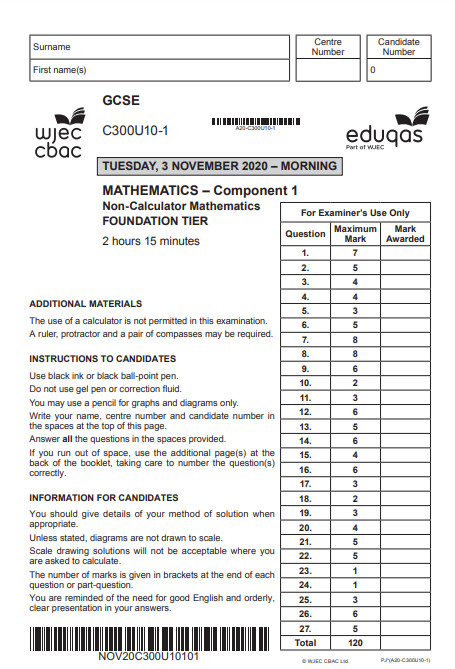 Surname
First name(s)
Centre
Number
Candidate
Number
0
wjec
cbac
GCSE
C300U10-1
A20-C300U10-1
eduqas
Part of WJEC
TUESDAY, 3 NOVEMBER 2020 – MORNING
MATHEMATICS – Component 1
Non-Calculator Mathematics
FOUNDATION TIER
2 hours 15 minutes
ADDITIONAL MATERIALS
The use of a calculator is not permitted in this examination.
A ruler, protractor and a pair of compasses may be required.
INSTRUCTIONS TO CANDIDATES
Use black ink or black ball-point pen.
Do not use gel pen or correction fluid.
You may use a pencil for graphs and diagrams only.
Write your name, centre number and candidate number in
the spaces at the top of this page.
Answer all the questions in the spaces provided.
If you run out of space, use the additional page(s) at the
back of the booklet, taking care to number the question(s)
correctly.
INFORMATION FOR CANDIDATES
You should give details of your method of solution when
appropriate.
Unless stated, diagrams are not drawn to scale.
Scale drawing solutions will not be acceptable where you
are asked to calculate.
The number of marks is given in brackets at the end of each
question or part-question.
You are reminded of the need for good English and orderly,
clear presentation in your answers.
For Examiner's Use Only
Question Maximum Mark Mark Awarded
1. 7
2. 5
3. 4
4. 4
5. 3
6. 5
7. 8
8. 8
9. 6
10. 2
11. 3
12. 6
13. 5
14. 6
15. 4
16. 6
17. 3
18. 2
19. 3
20. 4
21. 5
22. 5
23. 1
24. 1
25. 3
26. 6
27. 5
Total 120
NOV20C300U10101
© WJEC CBAC Ltd.
PJ*(A20-C300U10-1)